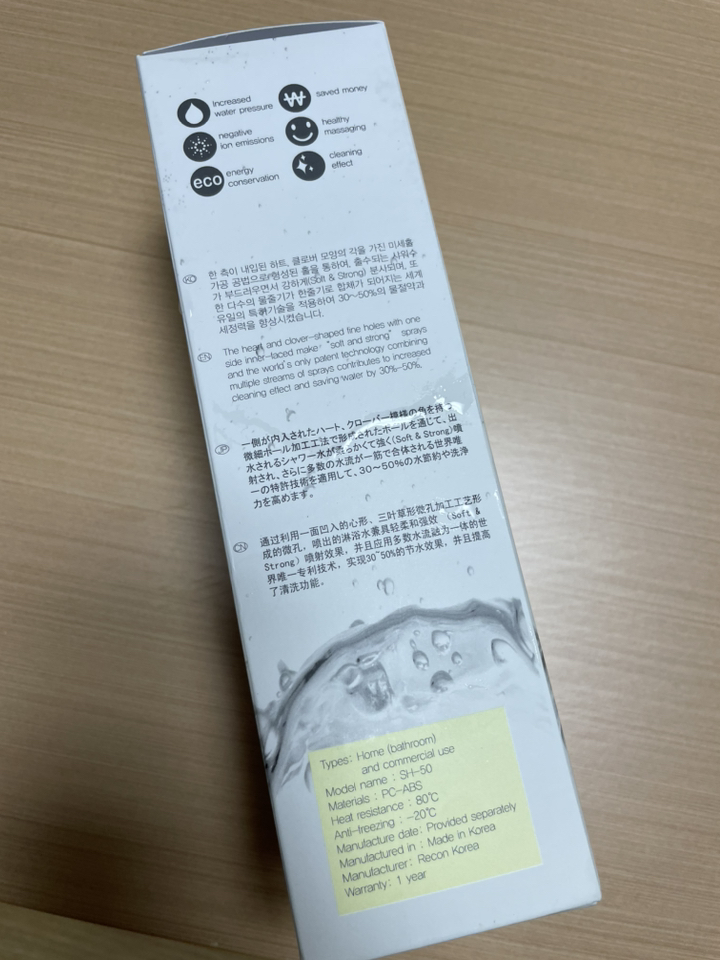 Increased
water pressure
₩
saved money
negative
ion emissions
healthy
massaging
eco
energy
conservation
cleaning
effect
KO
한 측이 내입된 하트, 클로버 모양의 각을 가진 미세홀
가공 공법으로 형성된 홀을 통하여, 출수되는 샤워수
가 부드러우면서 강하게(Soft & Strong) 분사되며, 또
한 다수의 물줄기가 한줄기로 합체가 되어지는 세계
유일의 특허기술을 적용하여 30~50%의 물절약과
세정력을 향상시켰습니다.
EN
The heart and clover-shaped fine holes with one
side inner-faced make "soft and strong" sprays
and the world's only patent technology combining
multiple streams of sprays contributes to increased
cleaning effect and saving water by 30%-50%.
JP
一側が内入されたハート、クローバー模様の角を持つ
微細ホール加工工法で形成されたホールを通じて、出
水されるシャワー水が柔らかくて強く(Soft & Strong)噴
射され、さらに多数の水流が一筋で合体される世界唯
一の特許技術を適用して、30～50%の水節約や洗浄
力を高めます。
CN
通过利用一面凹入的心形、三叶草形微孔加工工艺形
成的微孔，喷出的淋浴水兼具轻柔和强效 （Soft &
Strong）喷射效果，并且应用多数水流融为一体的世
界唯一专利技术，实现30~50%的节水效果，并且提高
了清洗功能。
Types: Home (bathroom)
and commercial use
Model name : SH-50
Materials : PC-ABS
Heat resistance : 80℃
Anti-freezing : -20℃
Manufacture date: Provided separately
Manufactured in : Made in Korea
Manufacturer: Recon Korea
Warranty: 1 year